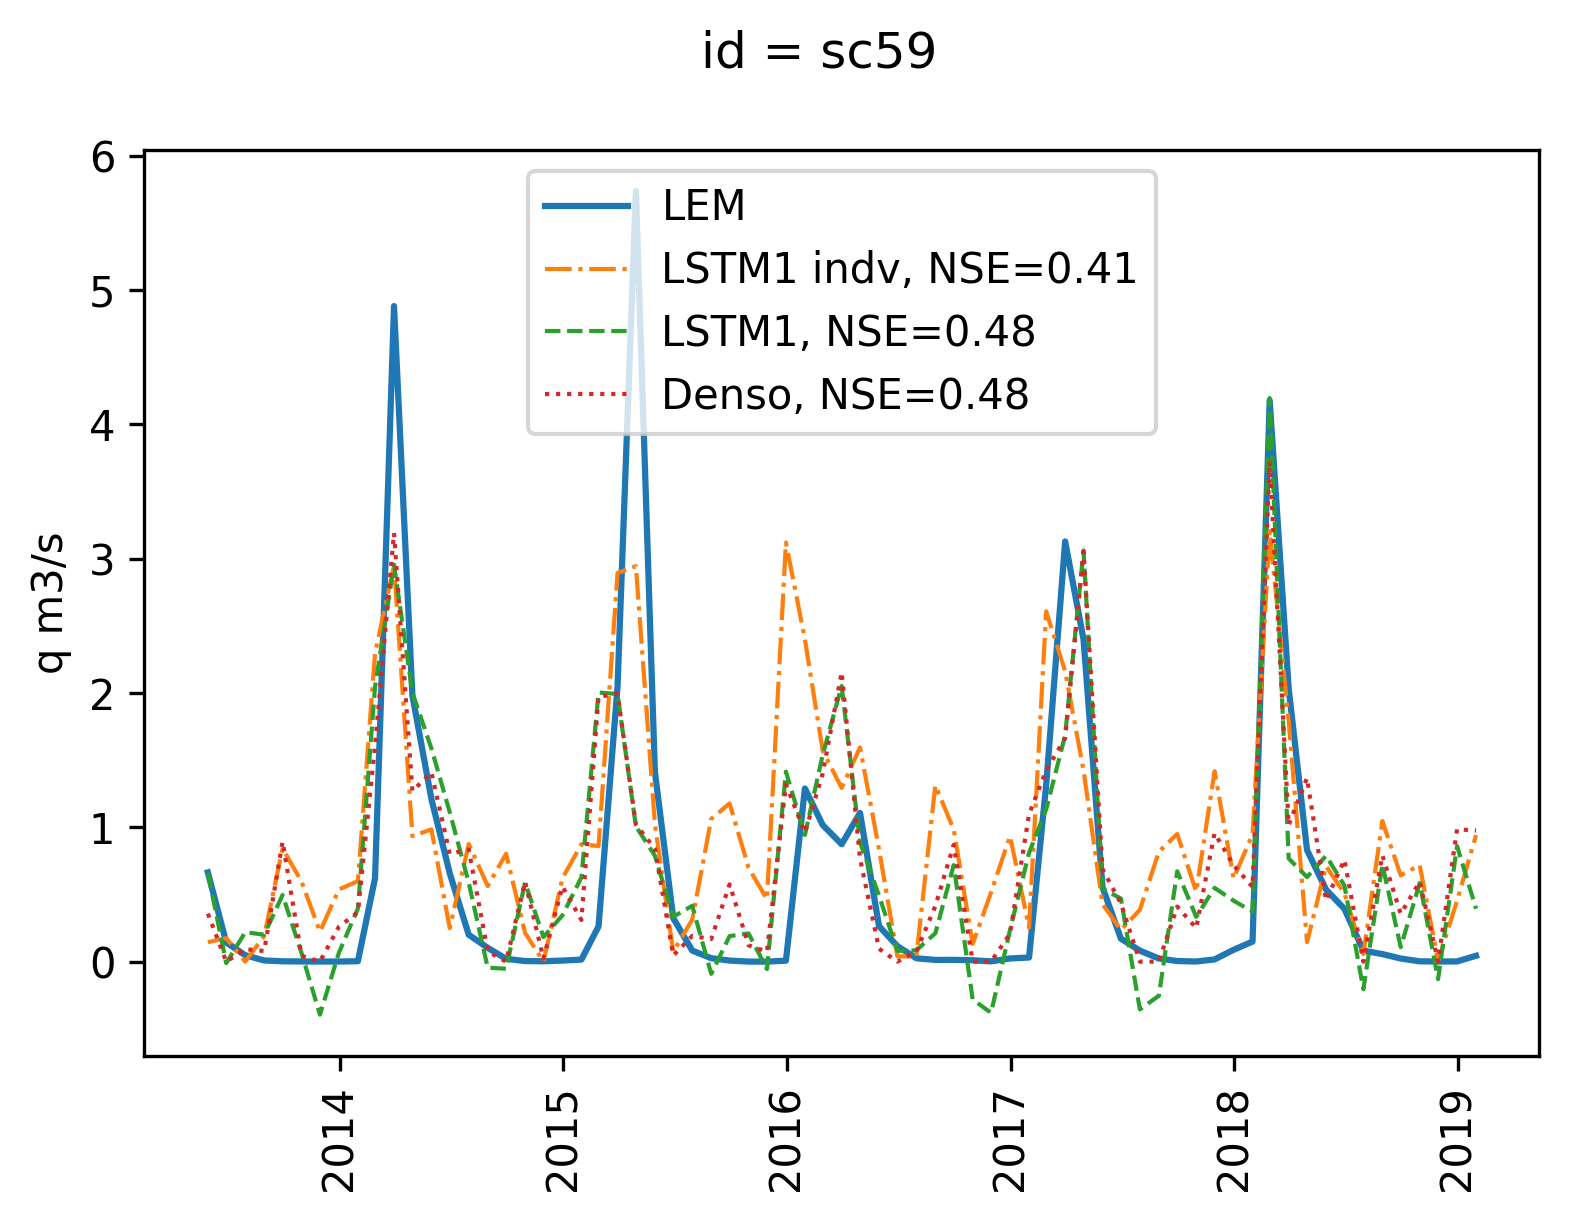 id = sc59
6
5
4
3
2
1
0
q m3/s
LEM
LSTM1 indv, NSE=0.41
LSTM1, NSE=0.48
Denso, NSE=0.48
2014
2015
2016
2017
2018
2019